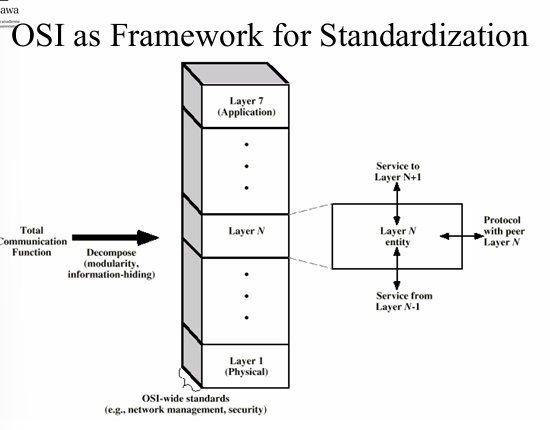 awa
OSI as Framework for Standardization
Layer 7
(Application)
Service to
Layer N+1
Total
Communication
Function
Decompose
(modularity,
information-hiding)
Layer N
Layer N
entity
Protocol
with peer
Layer N
Service from
Layer N-1
Layer 1
(Physical)
OSI-wide standards
(e.g., network management, security)